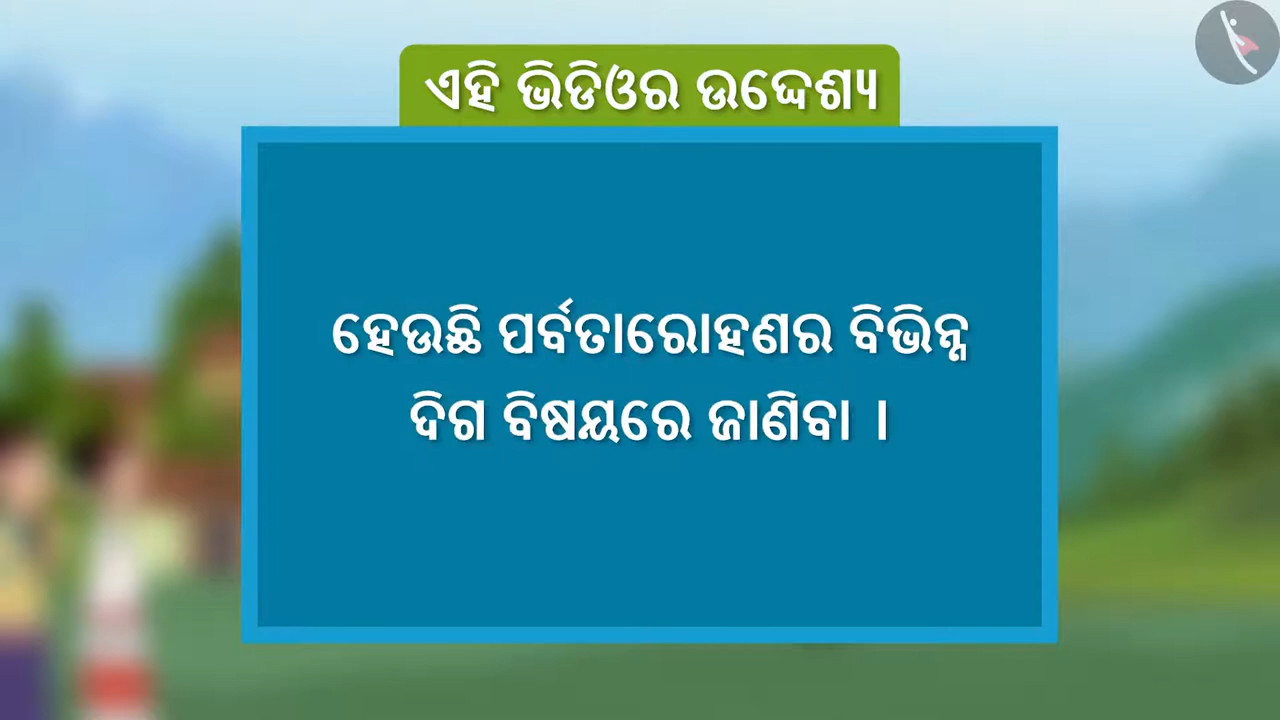 ଏହି ଭିଡିଓର ଉଦ୍ଦେଶ୍ୟ
ହେଉଛି ପର୍ବତାରୋହଣର ବିଭିନ୍ନ
ଦିଗ ବିଷୟରେ ଜାଣିବା ।